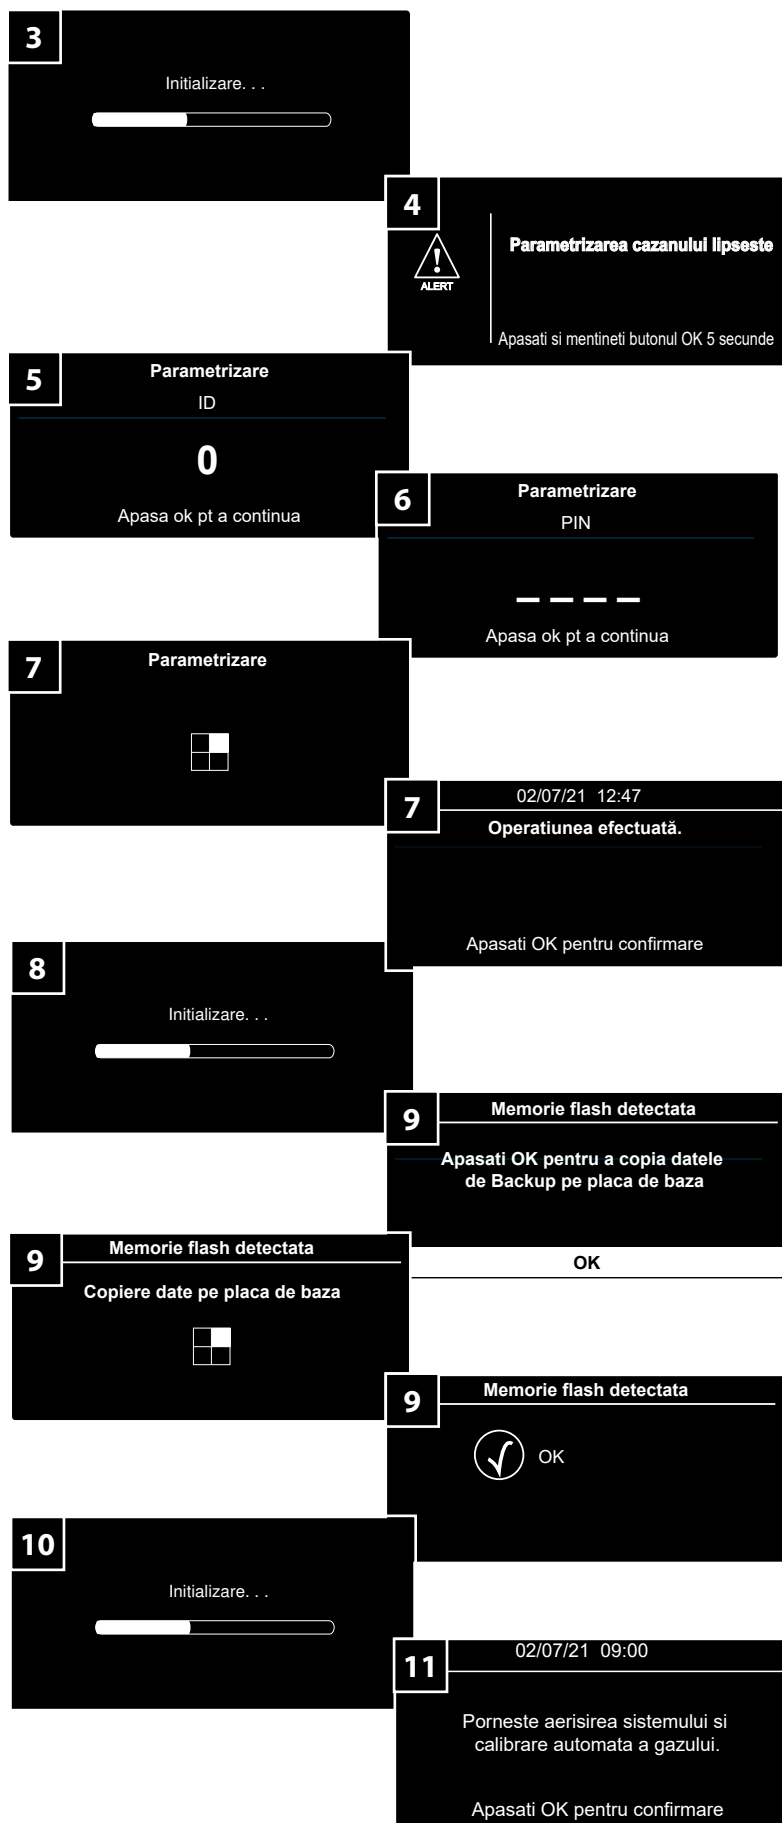 3
Initializare. . .
4
Parametrizarea cazanului lipseste
ALERT
Apasati si mentineti butonul OK 5 secunde
5
Parametrizare
ID
0
Apasa ok pt a continua
6
Parametrizare
PIN
_ _ _ _
Apasa ok pt a continua
7
Parametrizare
7
02/07/21 12:47
Operatiunea efectuată.
Apasati OK pentru confirmare
8
Initializare. . .
9
Memorie flash detectata
Apasati OK pentru a copia datele
de Backup pe placa de baza
OK
9
Memorie flash detectata
Copiere date pe placa de baza
9
Memorie flash detectata
OK
10
Initializare. . .
11
02/07/21 09:00
Porneste aerisirea sistemului si
calibrare automata a gazului.
Apasati OK pentru confirmare